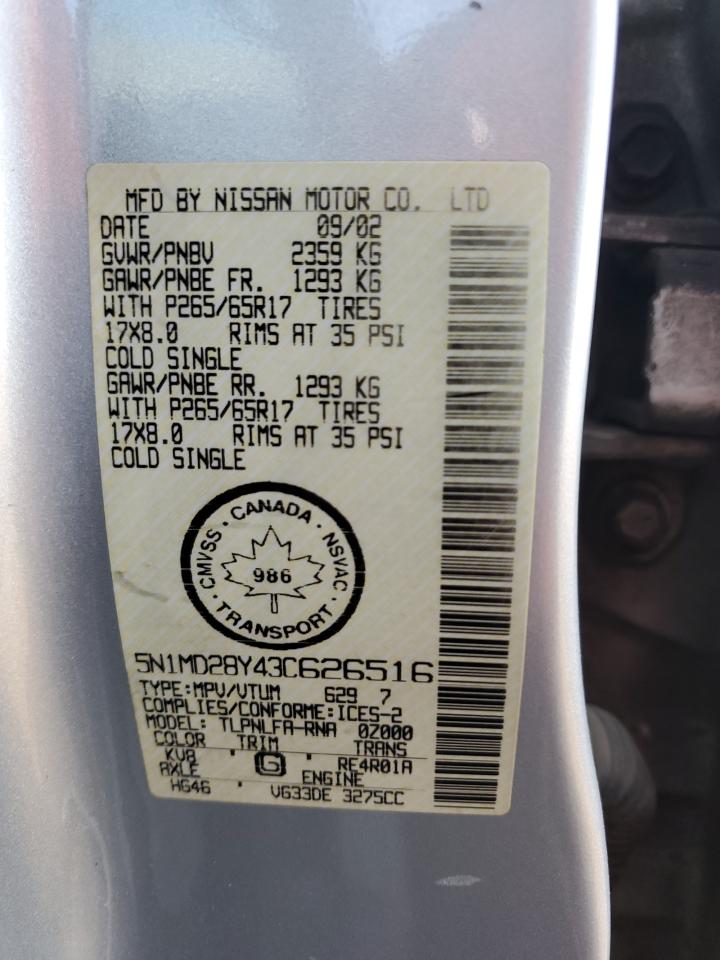 MFD BY NISSAN MOTOR CO. LTD
DATE 09/02
GVWR/PNBV 2359 KG
GAWR/PNBE FR. 1293 KG
WITH P265/65R17 TIRES
17X8.0 RIMS AT 35 PSI
COLD SINGLE
GAWR/PNBE RR. 1293 KG
WITH P265/65R17 TIRES
17X8.0 RIMS AT 35 PSI
COLD SINGLE
CMVSS · CANADA · NSVAC · TRANSPORT ·
986
5N1MD28Y43C626516
TYPE:MPV/VTUM 629 7
COMPLIES/CONFORME:ICES-2
MODEL: TLPNLFA-RNA 0Z000
COLOR TRIM TRANS
KV8 G RE4R01A
AXLE ENGINE
HG46 VG33DE 3275CC